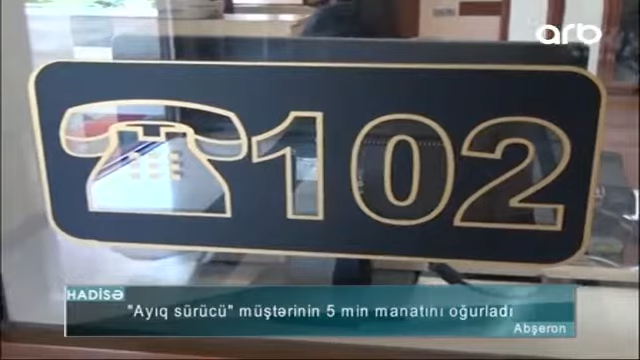 arb
102
HADİSƏ
"Ayıq sürücü" müştərinin 5 min manatını oğurladı
Abşeron